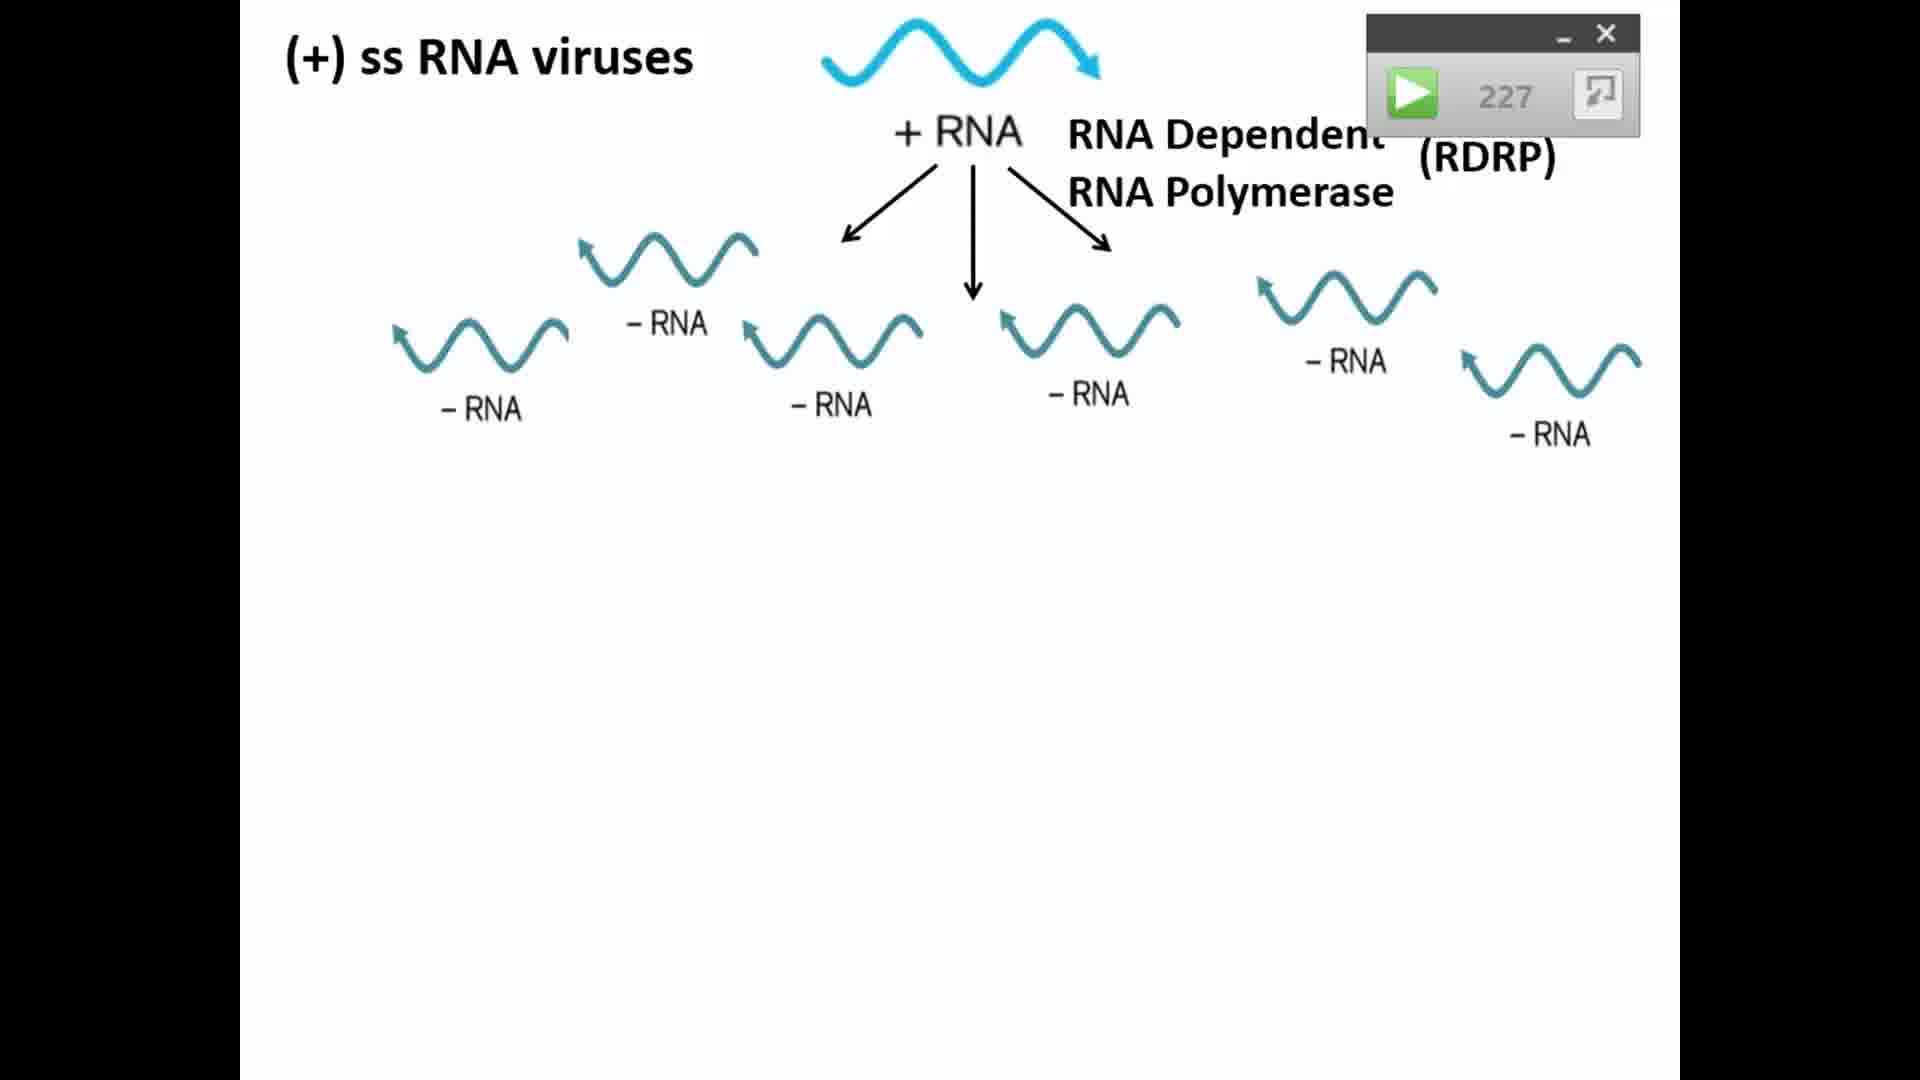 (+) ss RNA viruses
+ RNA
RNA Dependent
RNA Polymerase
(RDRP)
227
– RNA
– RNA
– RNA
– RNA
– RNA
– RNA